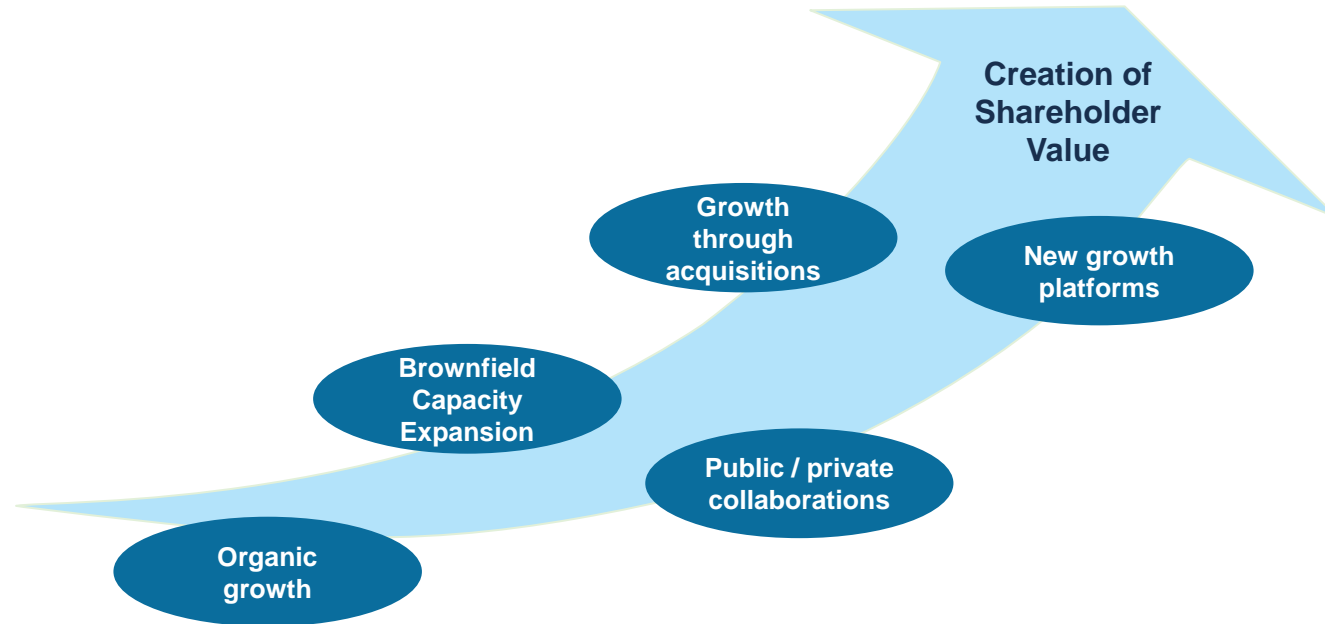 Creation of
Shareholder
Value
Growth
through
acquisitions
New growth
platforms
Brownfield
Capacity
Expansion
Public / private
collaborations
Organic
growth